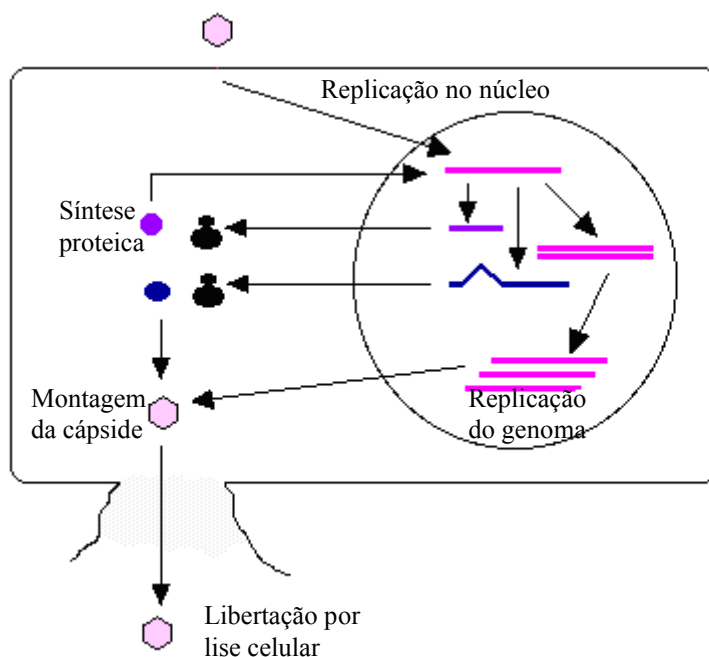 Replicação no núcleo
Síntese
proteica
Montagem
da cápside
Replicação
do genoma
Libertação por
lise celular